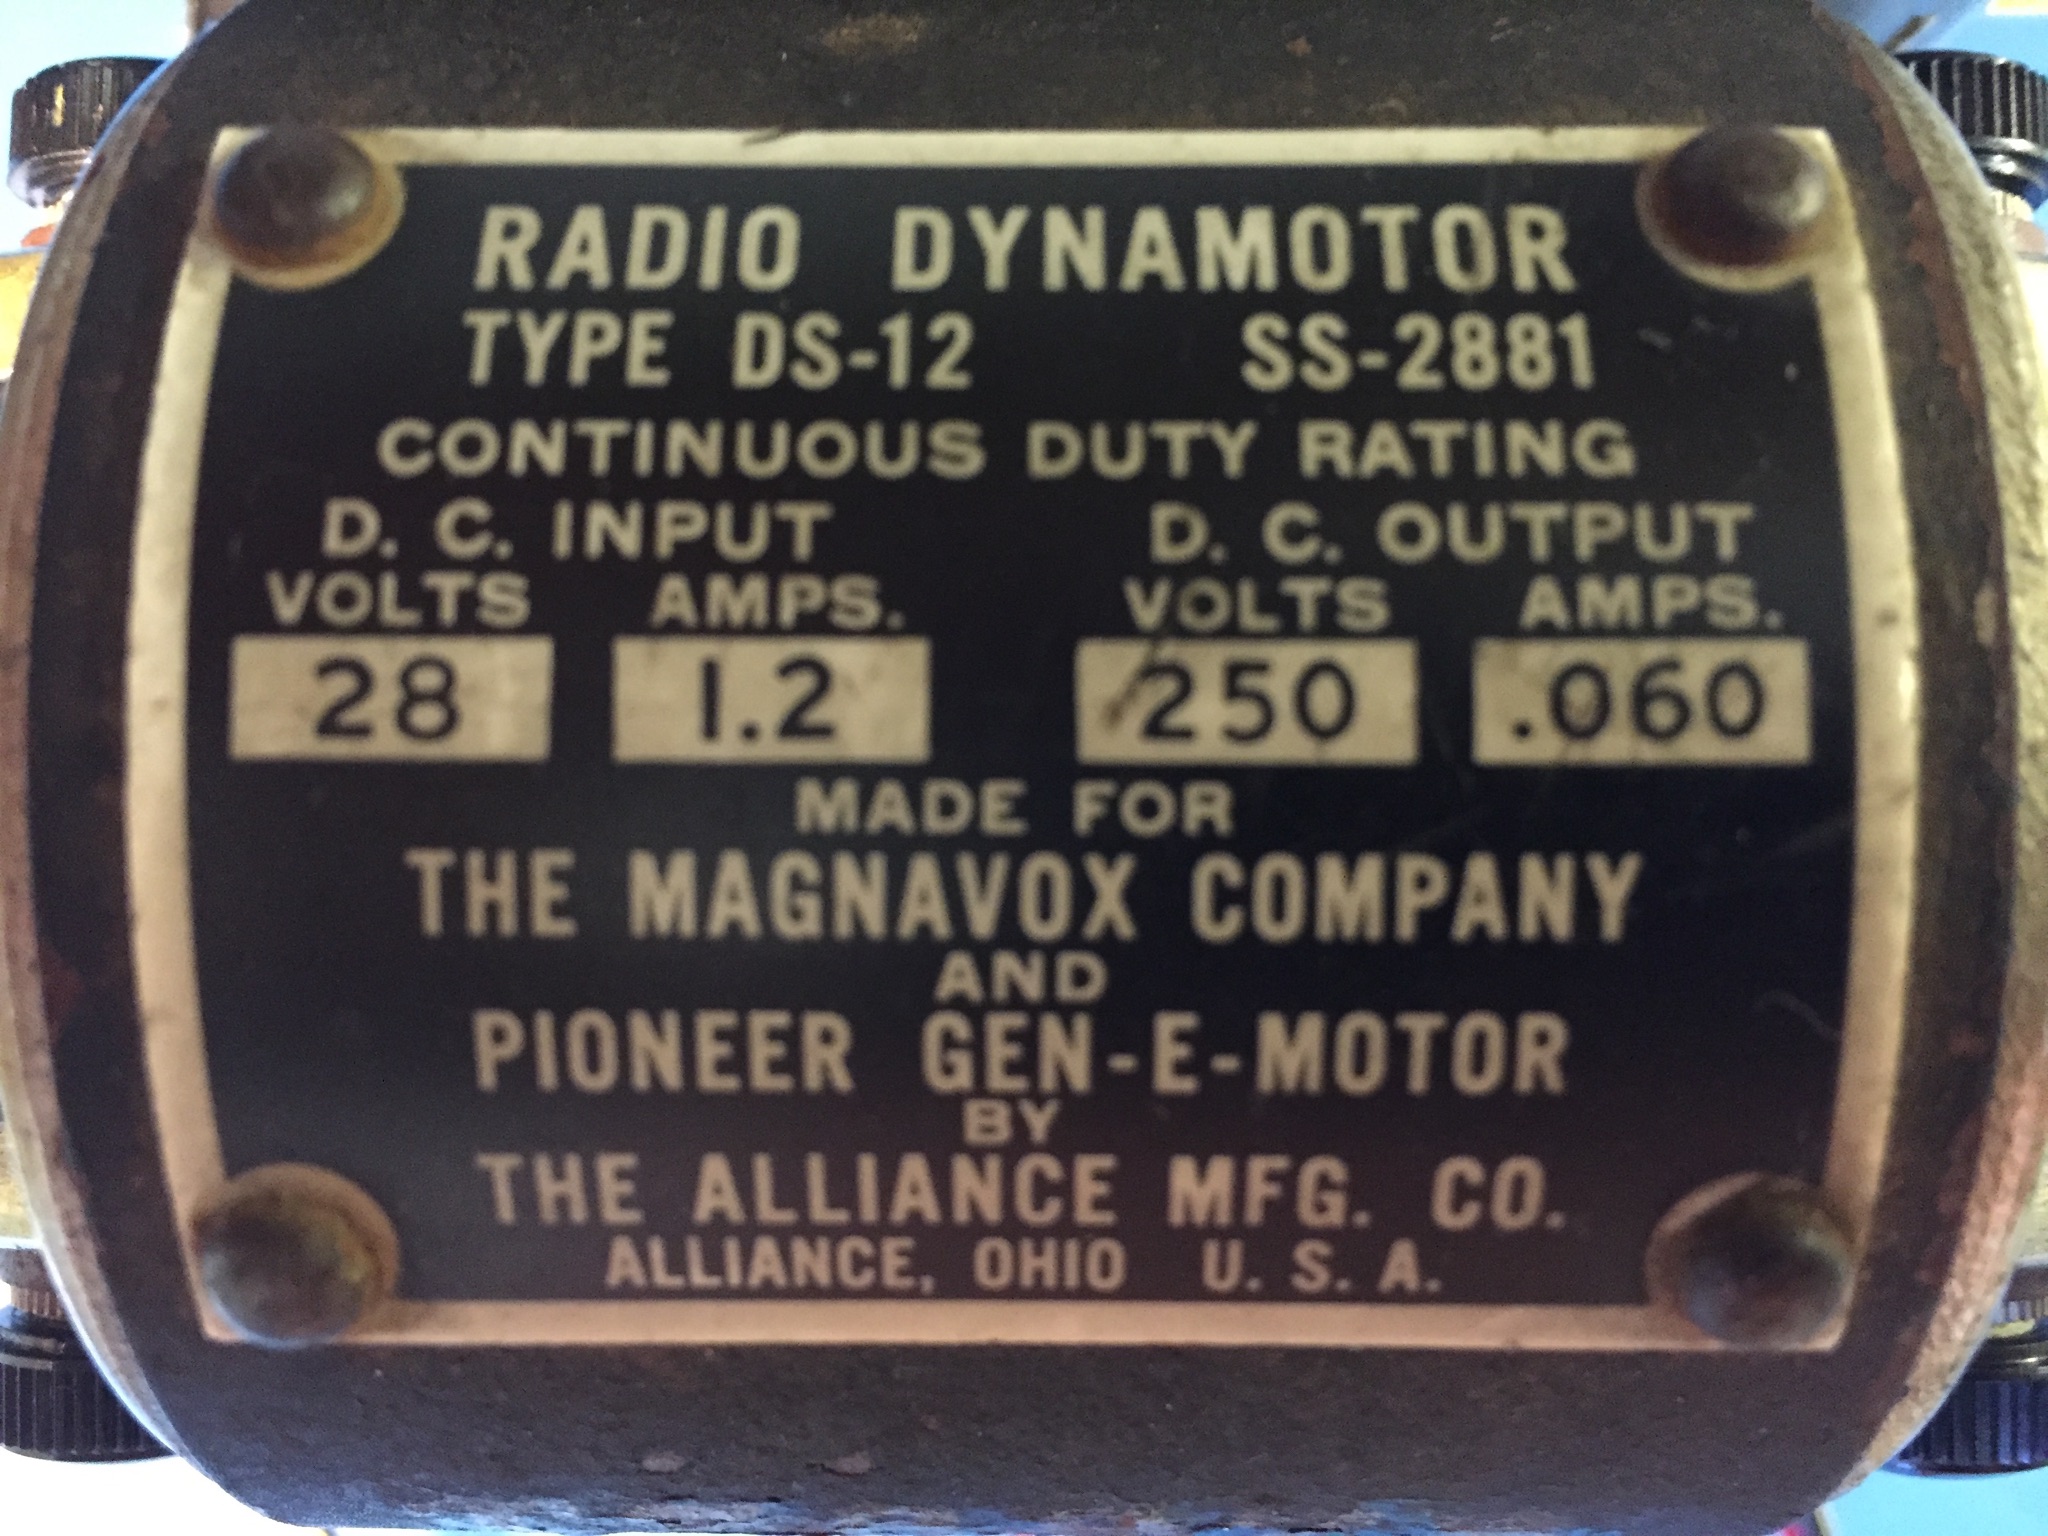 RADIO DYNAMOTOR
TYPE DS-12 SS-2881
CONTINUOUS DUTY RATING
D. C. INPUT D. C. OUTPUT
VOLTS AMPS. VOLTS AMPS.
28 1.2 250 .060
MADE FOR
THE MAGNAVOX COMPANY
AND
PIONEER GEN-E-MOTOR
BY
THE ALLIANCE MFG. CO.
ALLIANCE, OHIO U. S. A.